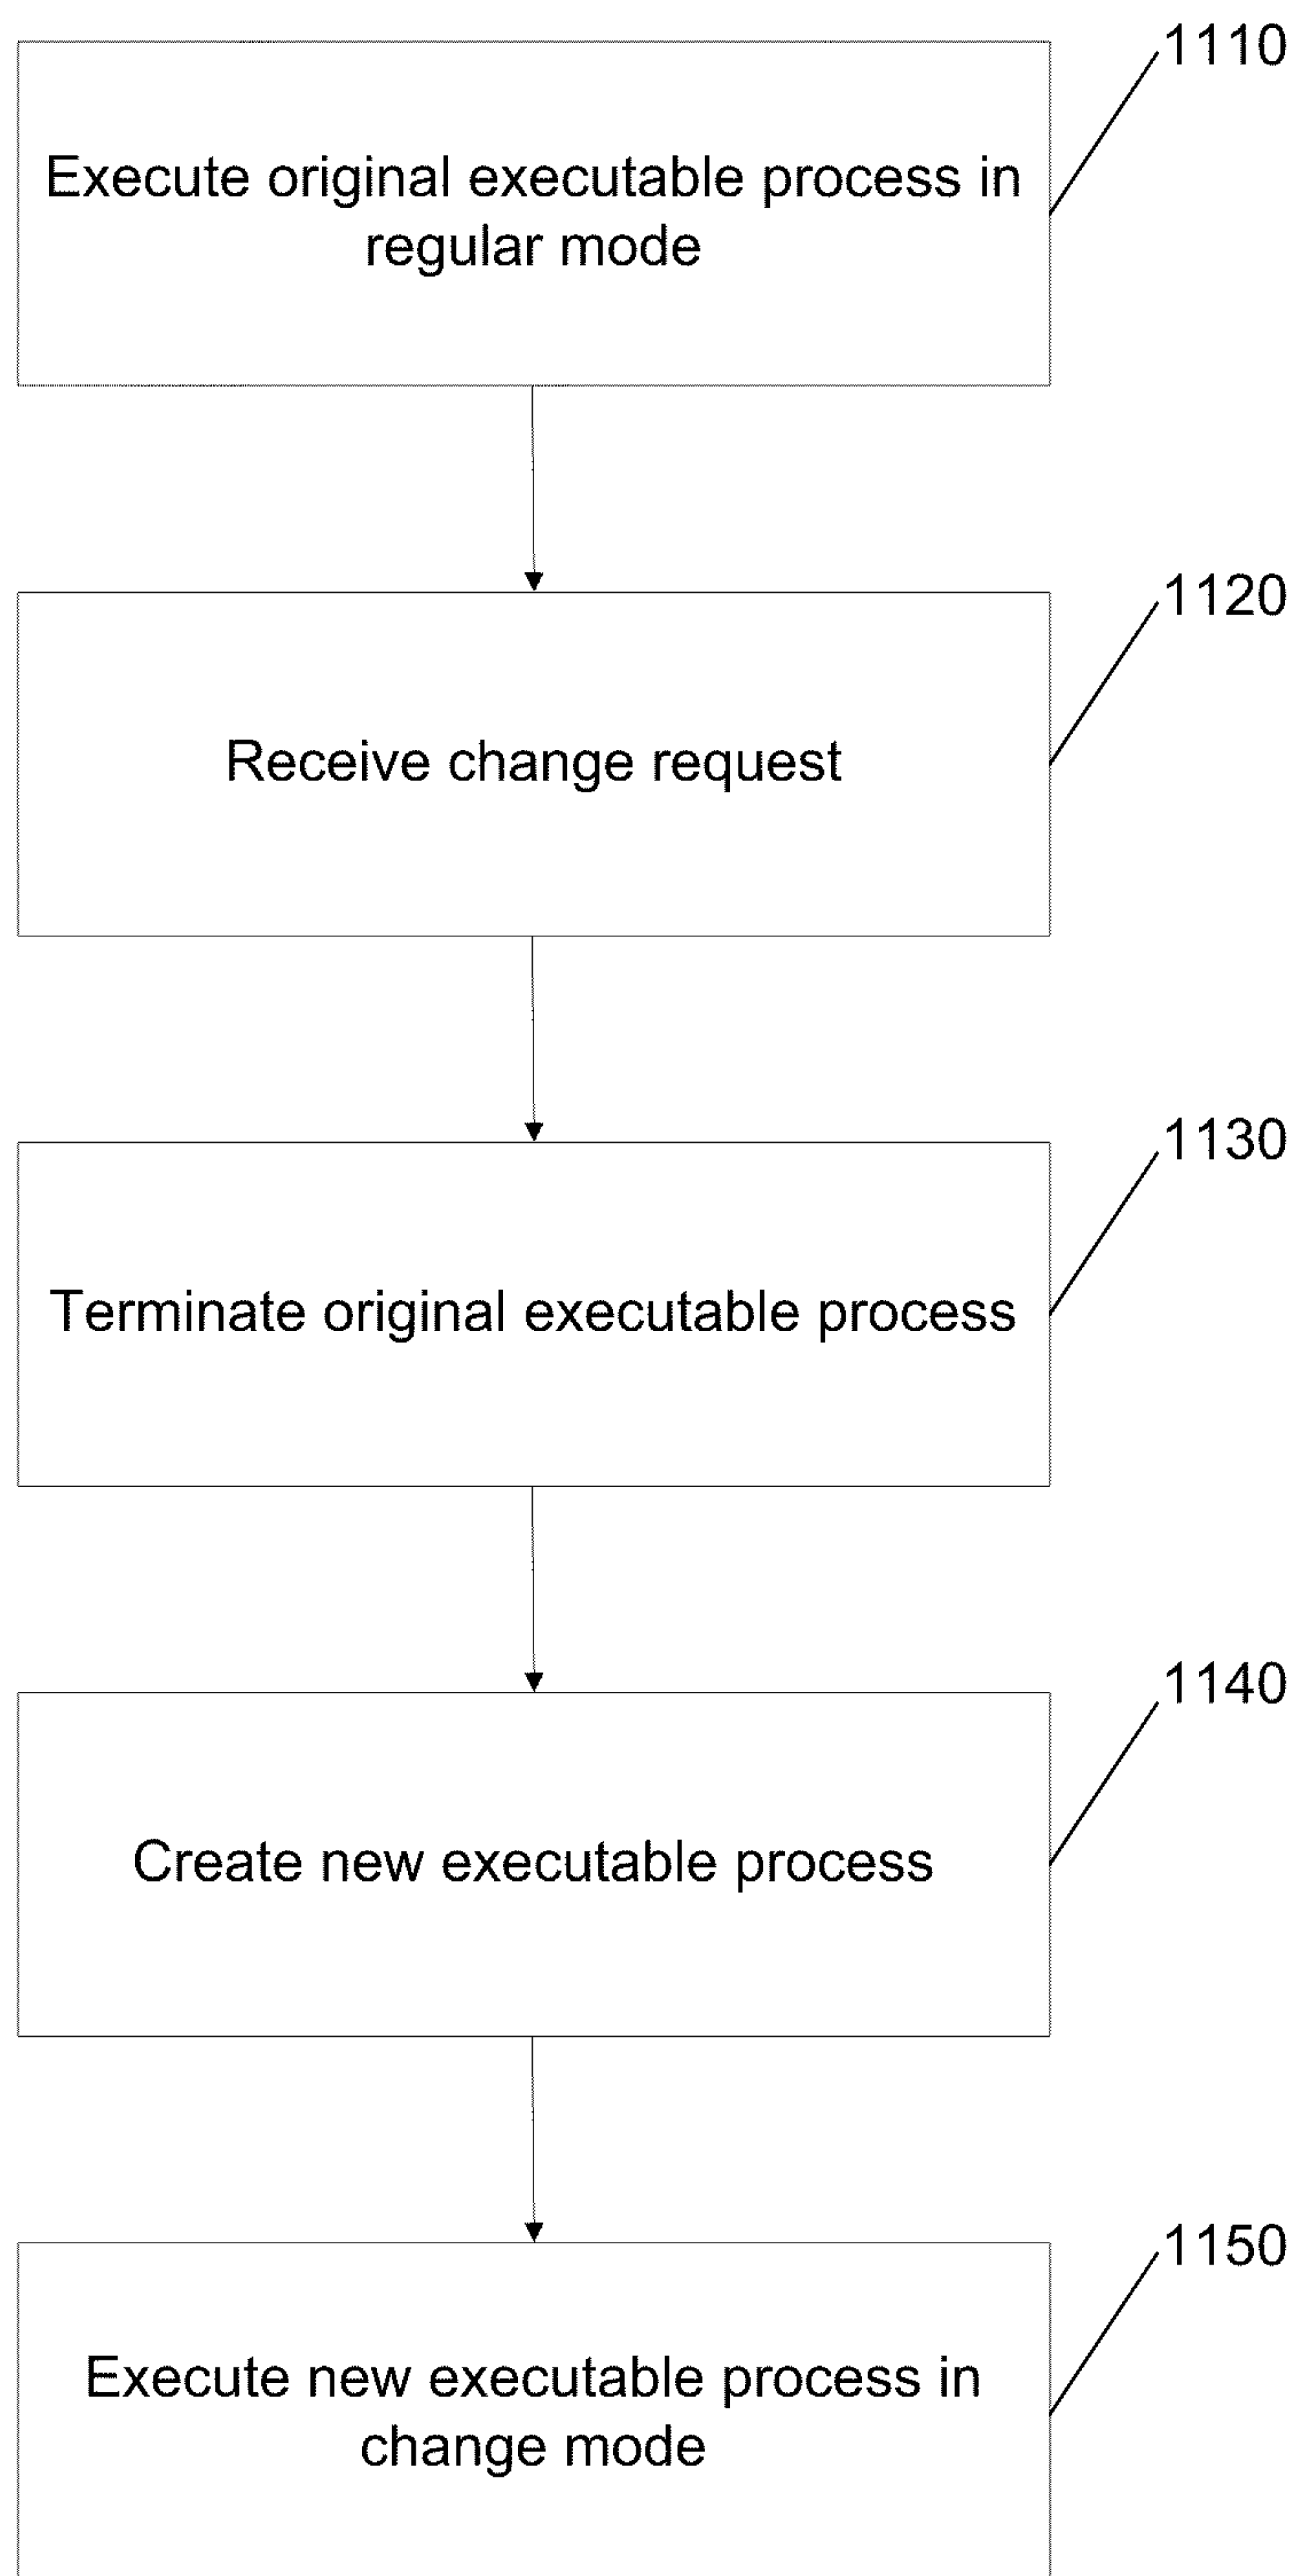 1110
Execute original executable process in
regular mode
1120
Receive change request
1130
Terminate original executable process
1140
Create new executable process
1150
Execute new executable process in
change mode